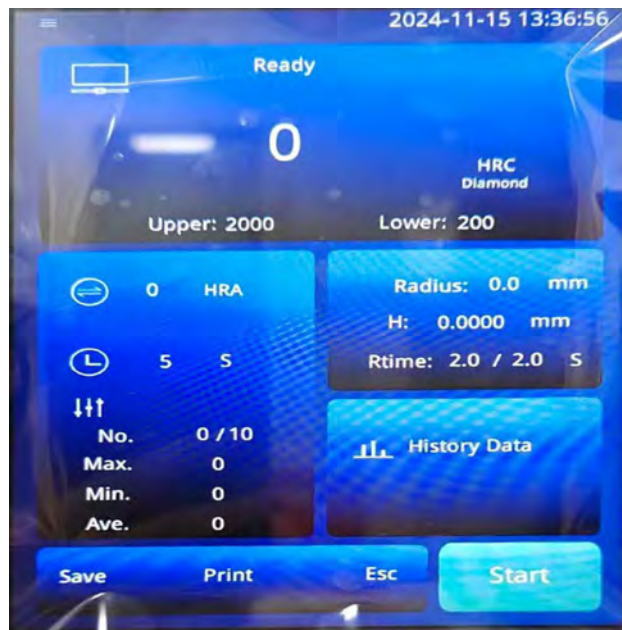 2024-11-15 13:36:56
Ready
0
HRC
Diamond
Upper: 2000 Lower: 200
0 HRA
5 S
No. 0 / 10
Max. 0
Min. 0
Ave. 0
Radius: 0.0 mm
H: 0.0000 mm
Rtime: 2.0 / 2.0 S
History Data
Save Print Esc Start